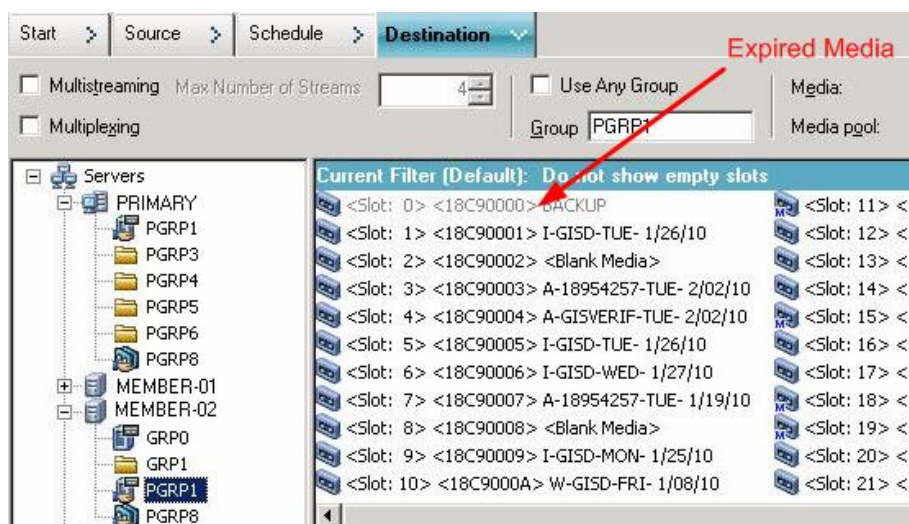 Start > Source > Schedule > Destination
Expired Media
Multistreaming Max Number of Streams 4 Use Any Group Media:
Multiplexing Group PGRP1 Media pool:
Servers
PRIMARY
PGRP1
PGRP3
PGRP4
PGRP5
PGRP6
PGRP8
MEMBER-01
MEMBER-02
GRP0
GRP1
PGRP1
PGRP8
Current Filter (Default): Do not show empty slots
<Slot: 0> <18C90000> BACKUP
<Slot: 1> <18C90001> I-GISD-TUE- 1/26/10
<Slot: 2> <18C90002> <Blank Media>
<Slot: 3> <18C90003> A-18954257-TUE- 2/02/10
<Slot: 4> <18C90004> A-GISVERIF-TUE- 2/02/10
<Slot: 5> <18C90005> I-GISD-TUE- 1/26/10
<Slot: 6> <18C90006> I-GISD-WED- 1/27/10
<Slot: 7> <18C90007> A-18954257-TUE- 1/19/10
<Slot: 8> <18C90008> <Blank Media>
<Slot: 9> <18C90009> I-GISD-MON- 1/25/10
<Slot: 10> <18C9000A> W-GISD-FRI- 1/08/10
<Slot: 11> <
<Slot: 12> <
<Slot: 13> <
<Slot: 14> <
<Slot: 15> <
<Slot: 16> <
<Slot: 17> <
<Slot: 18> <
<Slot: 19> <
<Slot: 20> <
<Slot: 21> <